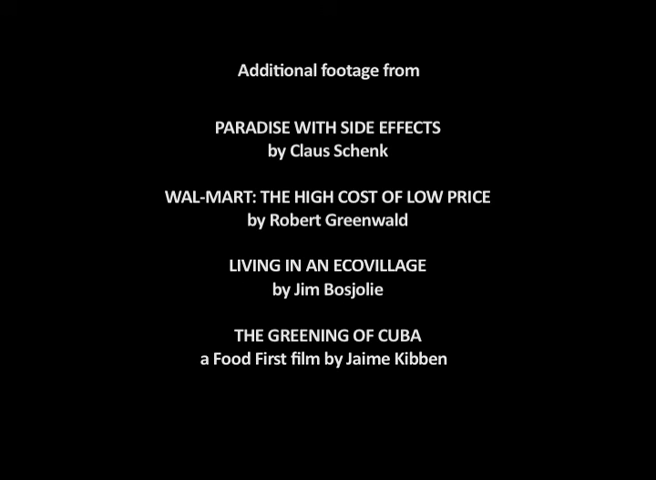 Additional footage from
PARADISE WITH SIDE EFFECTS
by Claus Schenk
WAL-MART: THE HIGH COST OF LOW PRICE
by Robert Greenwald
LIVING IN AN ECOVILLAGE
by Jim Bosjolie
THE GREENING OF CUBA
a Food First film by Jaime Kibben